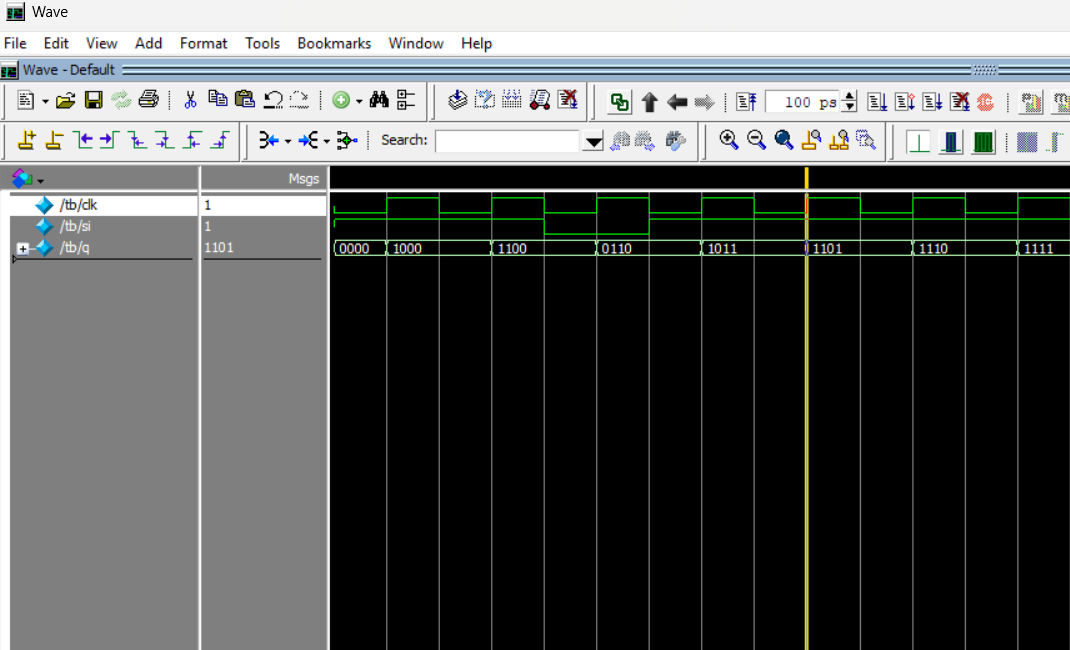 Wave
File Edit View Add Format Tools Bookmarks Window Help
Wave - Default
100 ps
Search:
Msgs
/tb/clk 1
/tb/si 1
/tb/q 1101 0000 1000 1100 0110 1011 1101 1110 1111